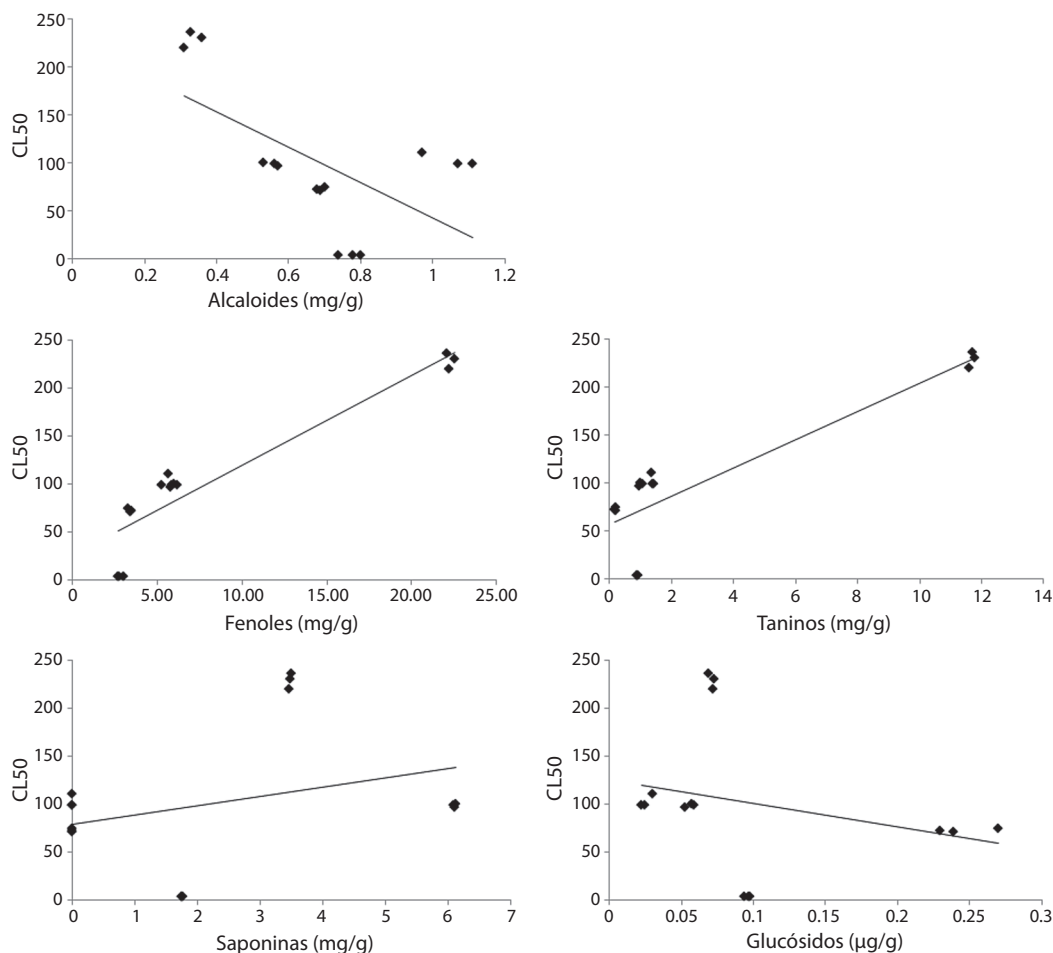 250
200
150
100
50
0
CL50
0 0.2 0.4 0.6 0.8 1 1.2
Alcaloides (mg/g)
250
200
150
100
50
0
CL50
0 5.00 10.00 15.00 20.00 25.00
Fenoles (mg/g)
250
200
150
100
50
0
CL50
0 2 4 6 8 10 12 14
Taninos (mg/g)
250
200
150
100
50
0
CL50
0 1 2 3 4 5 6 7
Saponinas (mg/g)
250
200
150
100
50
0
CL50
0 0.05 0.1 0.15 0.2 0.25 0.3
Glucósidos (µg/g)